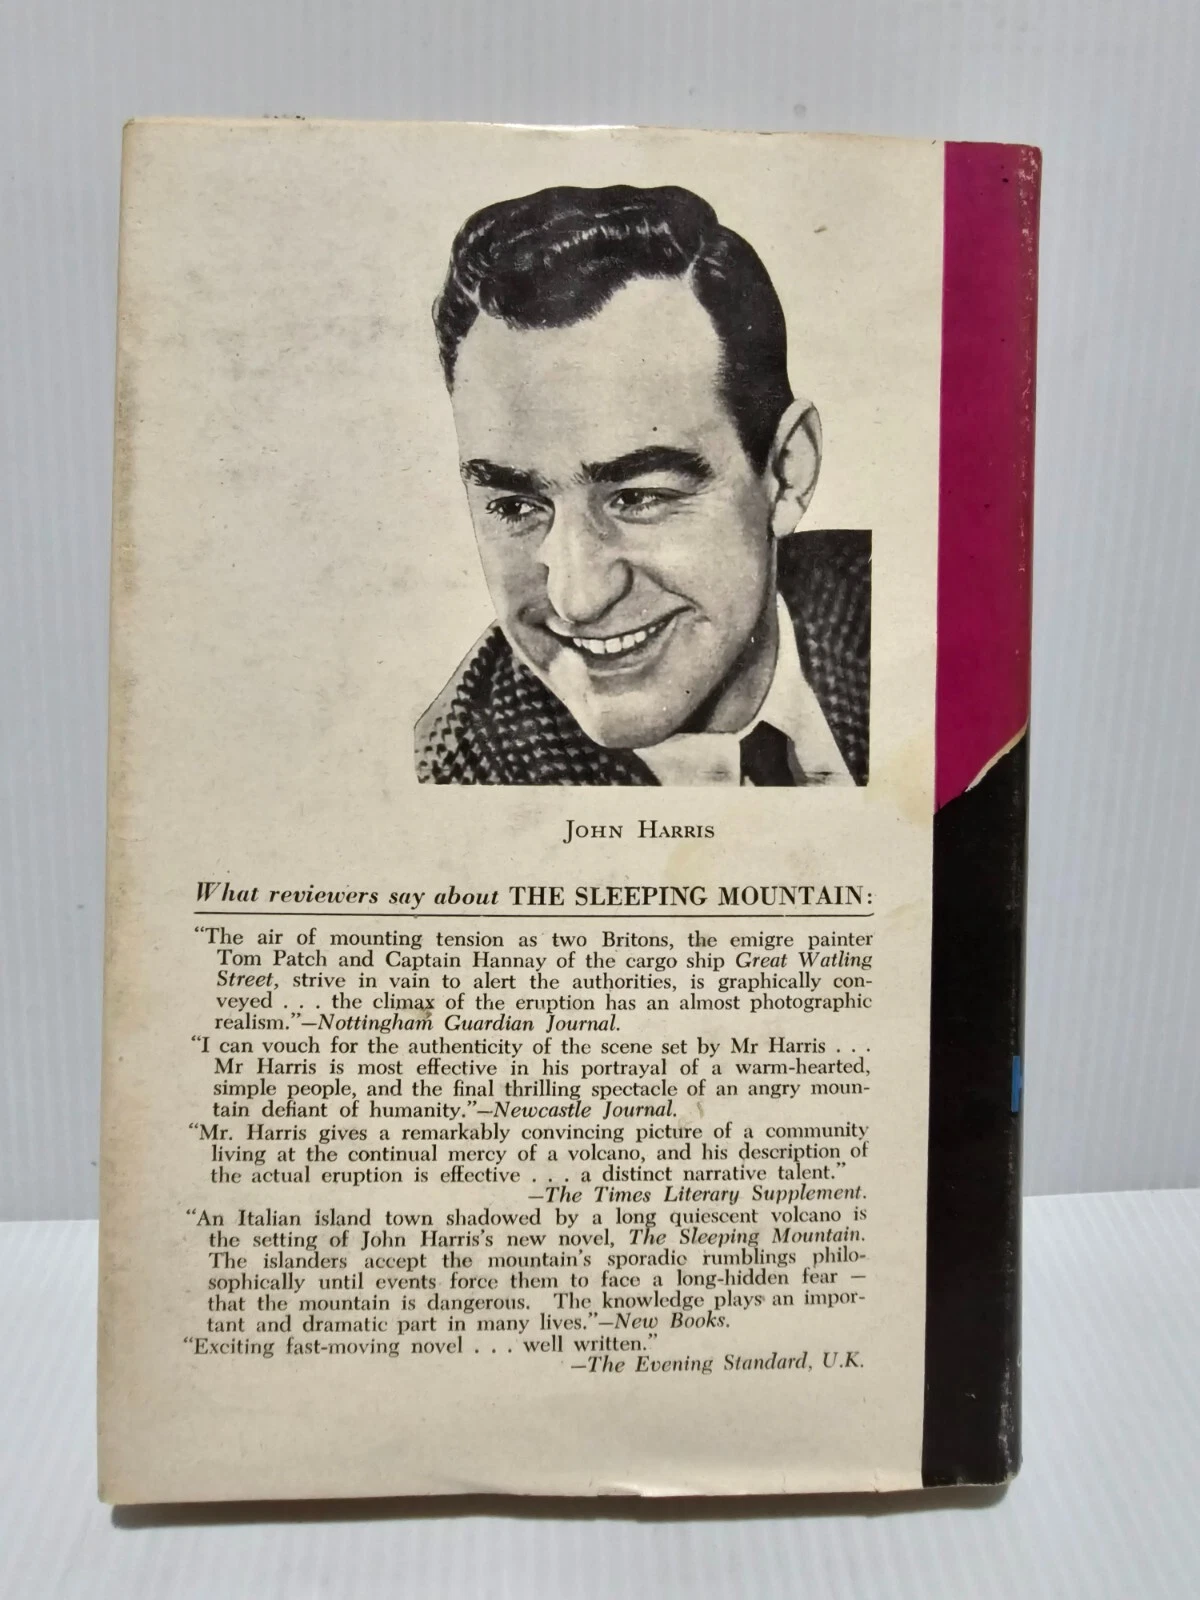 JOHN HARRIS
What reviewers say about THE SLEEPING MOUNTAIN:
“The air of mounting tension as two Britons, the emigre painter
Tom Patch and Captain Hannay of the cargo ship Great Watling
Street, strive in vain to alert the authorities, is graphically con-
veyed . . . the climax of the eruption has an almost photographic
realism.”—Nottingham Guardian Journal.
“I can vouch for the authenticity of the scene set by Mr Harris . . .
Mr Harris is most effective in his portrayal of a warm-hearted,
simple people, and the final thrilling spectacle of an angry moun-
tain defiant of humanity.”—Newcastle Journal.
“Mr. Harris gives a remarkably convincing picture of a community
living at the continual mercy of a volcano, and his description of
the actual eruption is effective . . . a distinct narrative talent.”
—The Times Literary Supplement.
“An Italian island town shadowed by a long quiescent volcano is
the setting of John Harris's new novel, The Sleeping Mountain.
The islanders accept the mountain's sporadic rumblings philo-
sophically until events force them to face a long-hidden fear —
that the mountain is dangerous. The knowledge plays an impor-
tant and dramatic part in many lives.”—New Books.
“Exciting fast-moving novel . . . well written.”
—The Evening Standard, U.K.